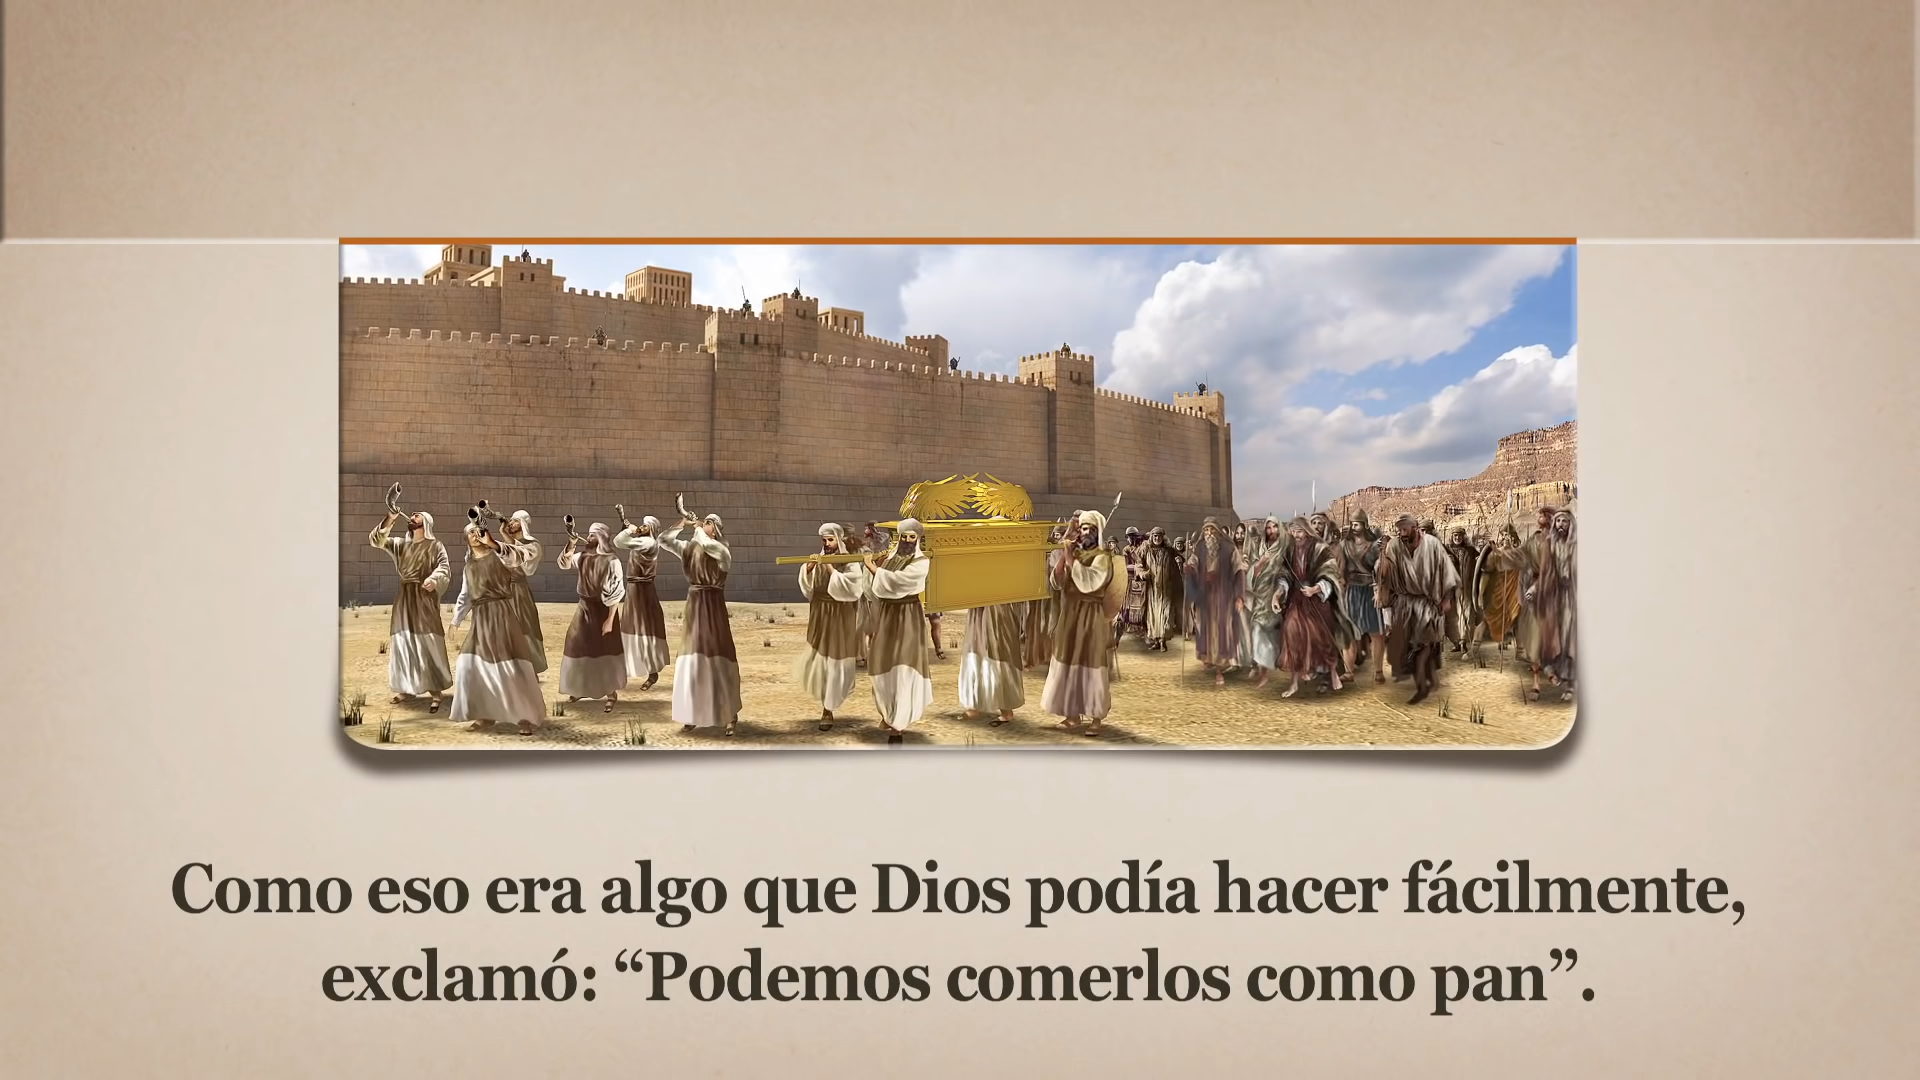 Como eso era algo que Dios podía hacer fácilmente,
exclamó: “Podemos comerlos como pan”.